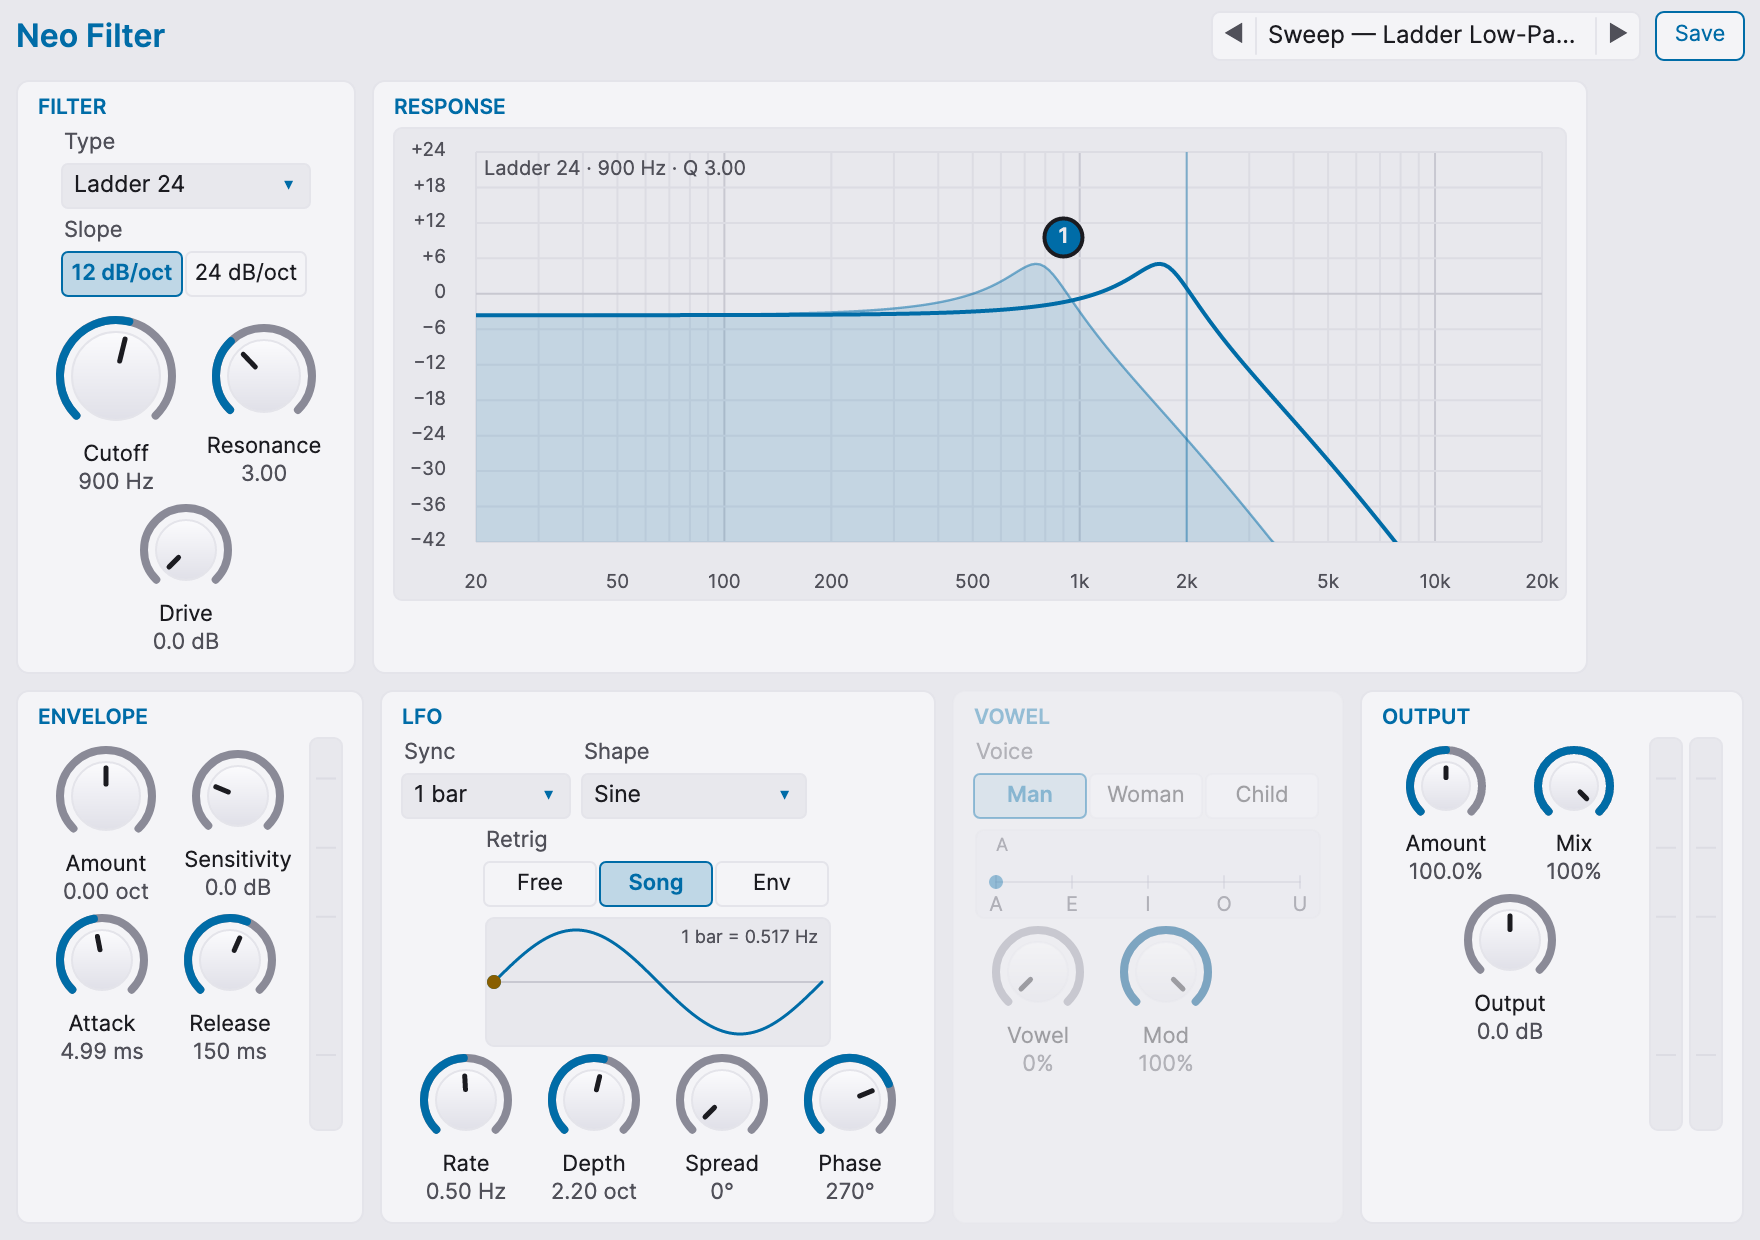 Neo Filter
◀ Sweep — Ladder Low-Pa... ▶ Save
FILTER
Type
Ladder 24 ▼
Slope
12 dB/oct 24 dB/oct
Cutoff
900 Hz
Resonance
3.00
Drive
0.0 dB
RESPONSE
Ladder 24 · 900 Hz · Q 3.00
1
+24
+18
+12
+6
0
−6
−12
−18
−24
−30
−36
−42
20 50 100 200 500 1k 2k 5k 10k 20k
ENVELOPE
Amount
0.00 oct
Sensitivity
0.0 dB
Attack
4.99 ms
Release
150 ms
LFO
Sync
1 bar ▼
Shape
Sine ▼
Retrig
Free Song Env
1 bar = 0.517 Hz
Rate
0.50 Hz
Depth
2.20 oct
Spread
0°
Phase
270°
VOWEL
Voice
Man Woman Child
A
A E I O U
Vowel
0%
Mod
100%
OUTPUT
Amount
100.0%
Mix
100%
Output
0.0 dB